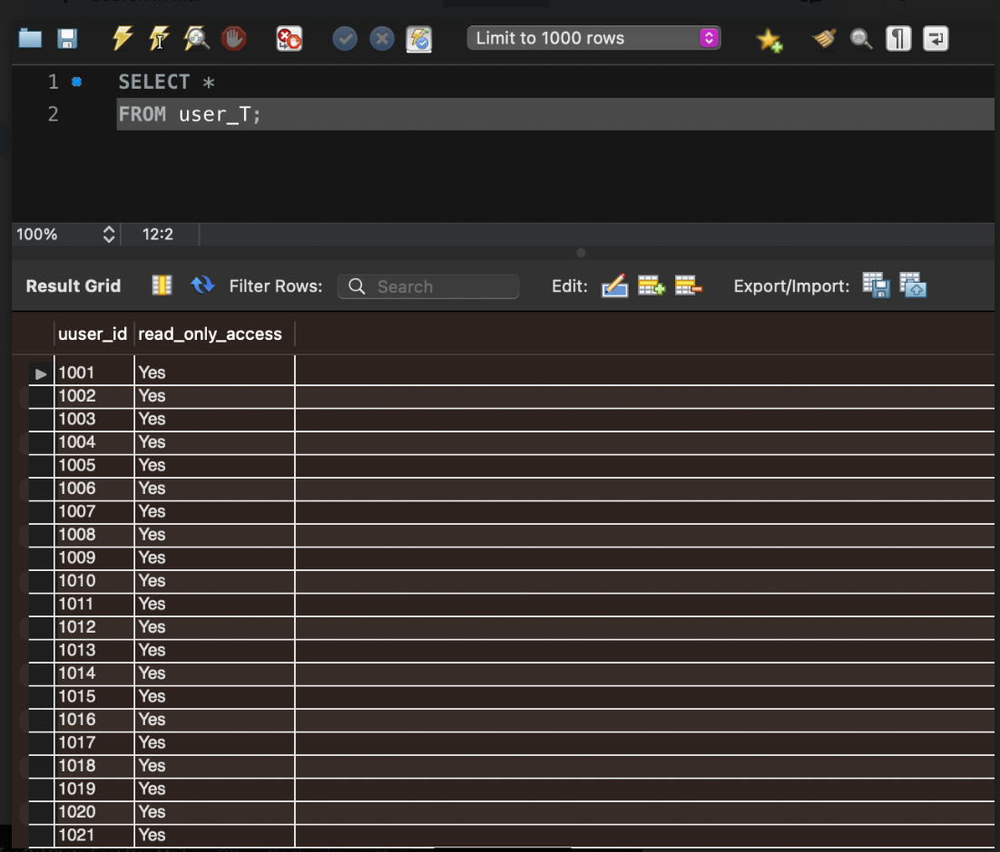 Limit to 1000 rows
1 SELECT *
2 FROM user_T;
100% 12:2
Result Grid Filter Rows: Search Edit: Export/Import:
uuser_id read_only_access
1001 Yes
1002 Yes
1003 Yes
1004 Yes
1005 Yes
1006 Yes
1007 Yes
1008 Yes
1009 Yes
1010 Yes
1011 Yes
1012 Yes
1013 Yes
1014 Yes
1015 Yes
1016 Yes
1017 Yes
1018 Yes
1019 Yes
1020 Yes
1021 Yes